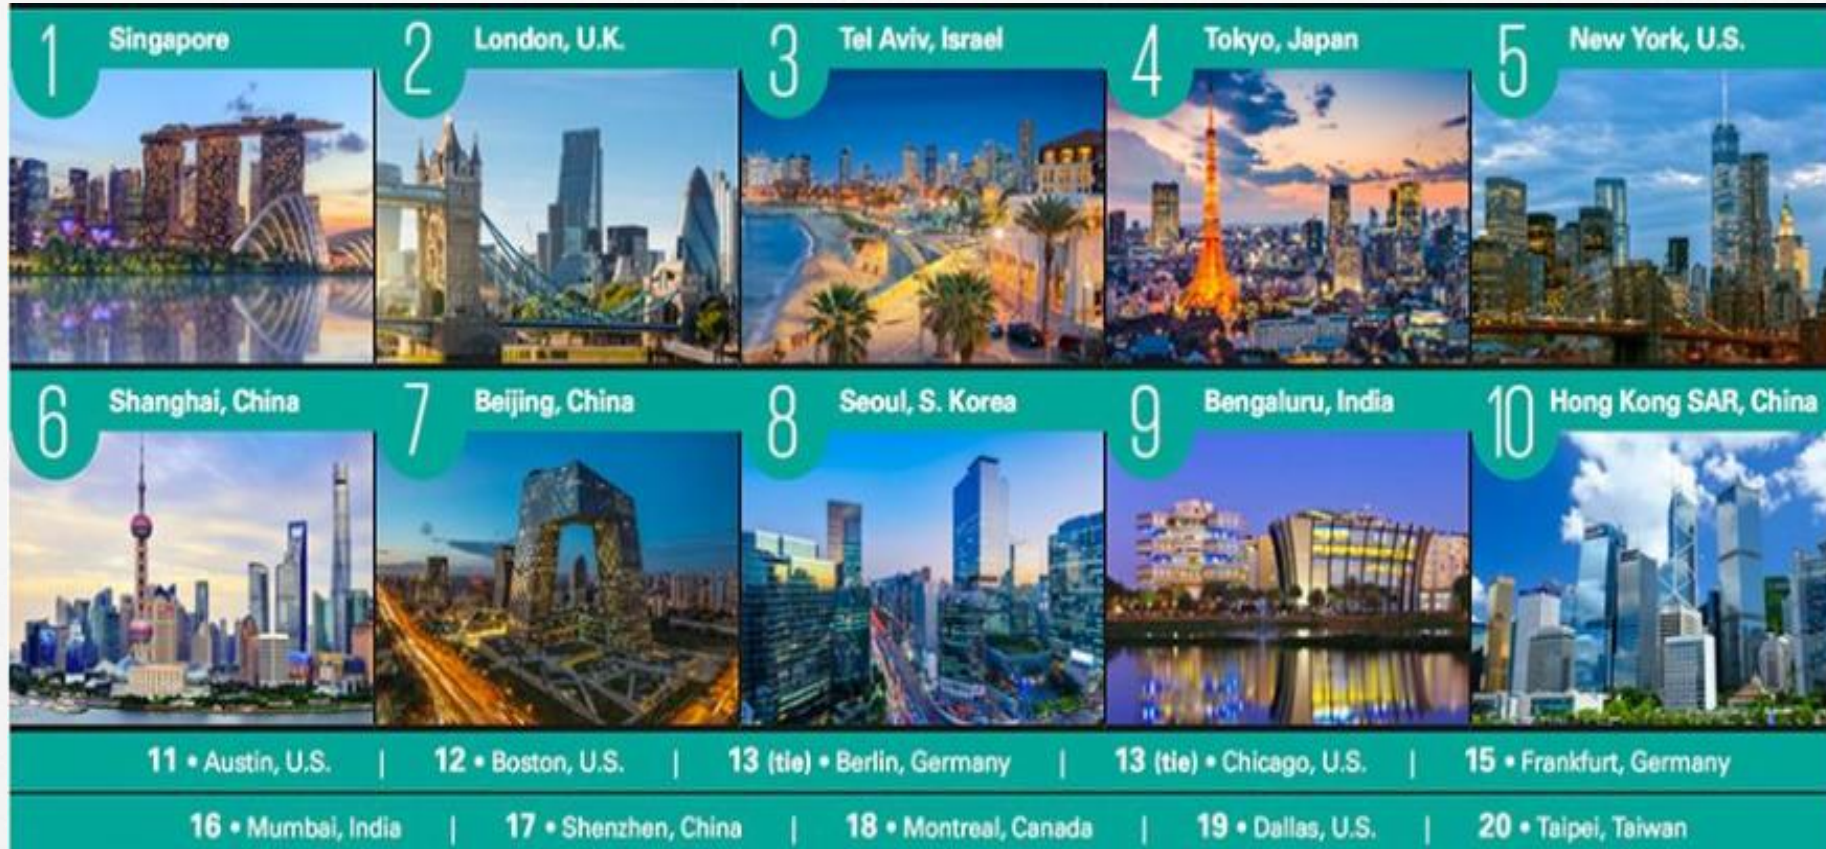 1 Singapore
2 London, U.K.
3 Tel Aviv, Israel
4 Tokyo, Japan
5 New York, U.S.
6 Shanghai, China
7 Beijing, China
8 Seoul, S. Korea
9 Bengaluru, India
10 Hong Kong SAR, China
11 • Austin, U.S. | 12 • Boston, U.S. | 13 (tie) • Berlin, Germany | 13 (tie) • Chicago, U.S. | 15 • Frankfurt, Germany
16 • Mumbai, India | 17 • Shenzhen, China | 18 • Montreal, Canada | 19 • Dallas, U.S. | 20 • Taipei, Taiwan